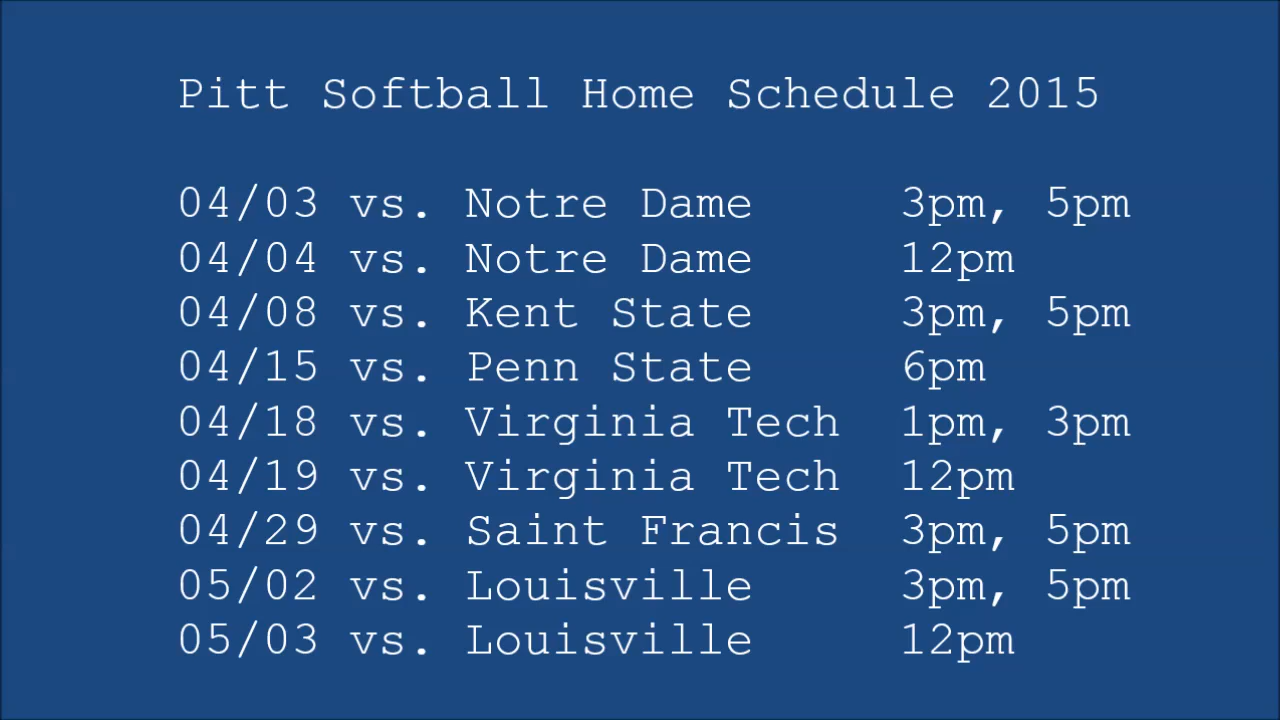 Pitt Softball Home Schedule 2015
04/03 vs. Notre Dame 3pm, 5pm
04/04 vs. Notre Dame 12pm
04/08 vs. Kent State 3pm, 5pm
04/15 vs. Penn State 6pm
04/18 vs. Virginia Tech 1pm, 3pm
04/19 vs. Virginia Tech 12pm
04/29 vs. Saint Francis 3pm, 5pm
05/02 vs. Louisville 3pm, 5pm
05/03 vs. Louisville 12pm